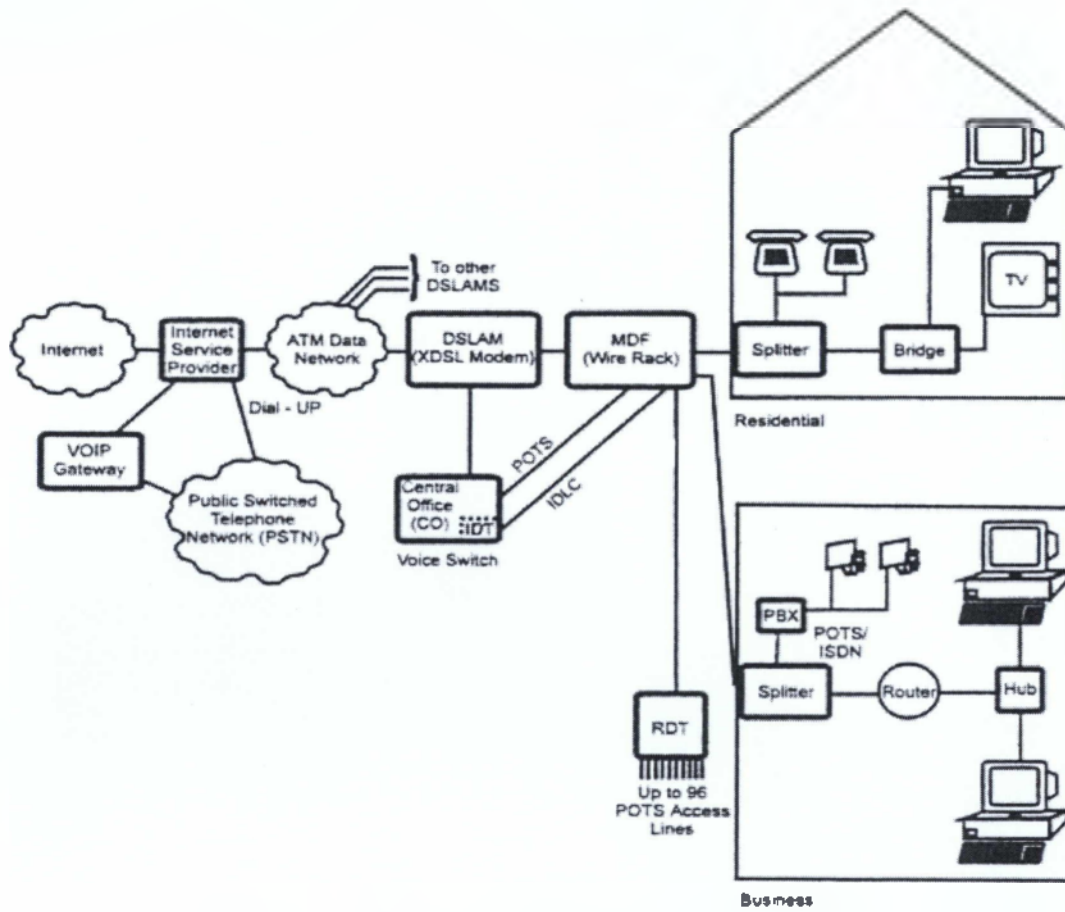 To other
DSLAMS
Internet
Internet
Service
Provider
ATM Data
Network
DSLAM
(XDSL Modem)
MDF
(Wire Rack)
Splitter
Bridge
TV
Residential
Dial - UP
VOIP
Gateway
Public Switched
Telephone
Network (PSTN)
POTS
IDLC
Central
Office
(CO)
IDT
Voice Switch
PBX
POTS/
ISDN
Splitter
Router
Hub
RDT
Up to 96
POTS Access
Lines
Business